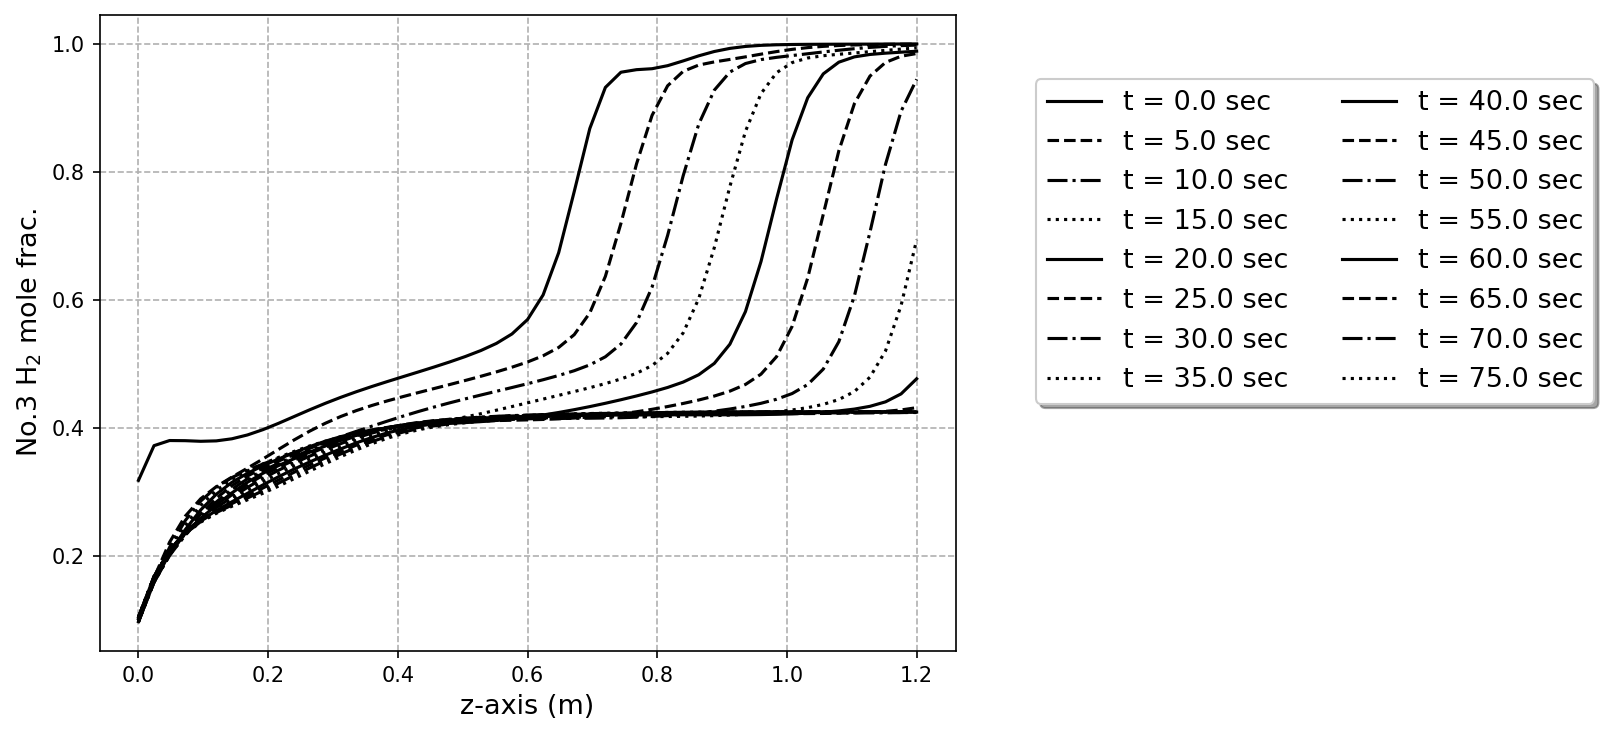 1.0
0.8
0.6
0.4
0.2
No.3 H₂ mole frac.
0.0 0.2 0.4 0.6 0.8 1.0 1.2
z-axis (m)
t = 0.0 sec
t = 5.0 sec
t = 10.0 sec
t = 15.0 sec
t = 20.0 sec
t = 25.0 sec
t = 30.0 sec
t = 35.0 sec
t = 40.0 sec
t = 45.0 sec
t = 50.0 sec
t = 55.0 sec
t = 60.0 sec
t = 65.0 sec
t = 70.0 sec
t = 75.0 sec